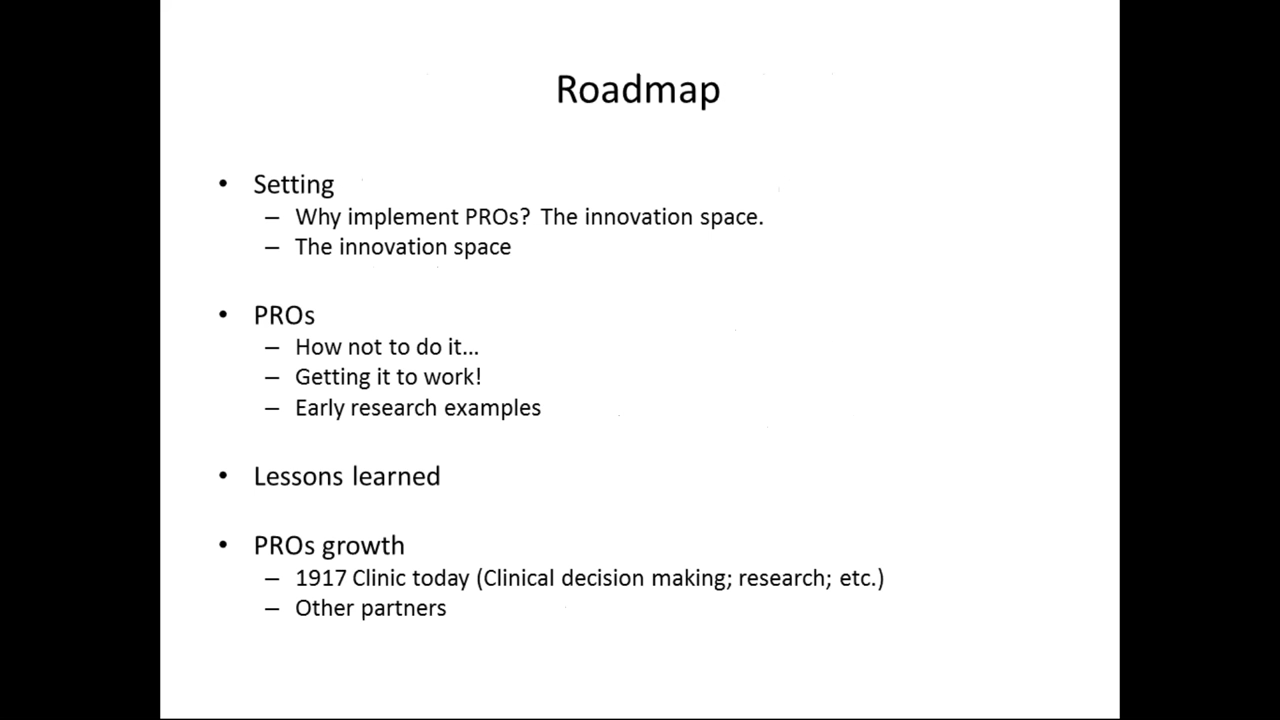 Roadmap
• Setting
– Why implement PROs? The innovation space.
– The innovation space
• PROs
– How not to do it...
– Getting it to work!
– Early research examples
• Lessons learned
• PROs growth
– 1917 Clinic today (Clinical decision making; research; etc.)
– Other partners